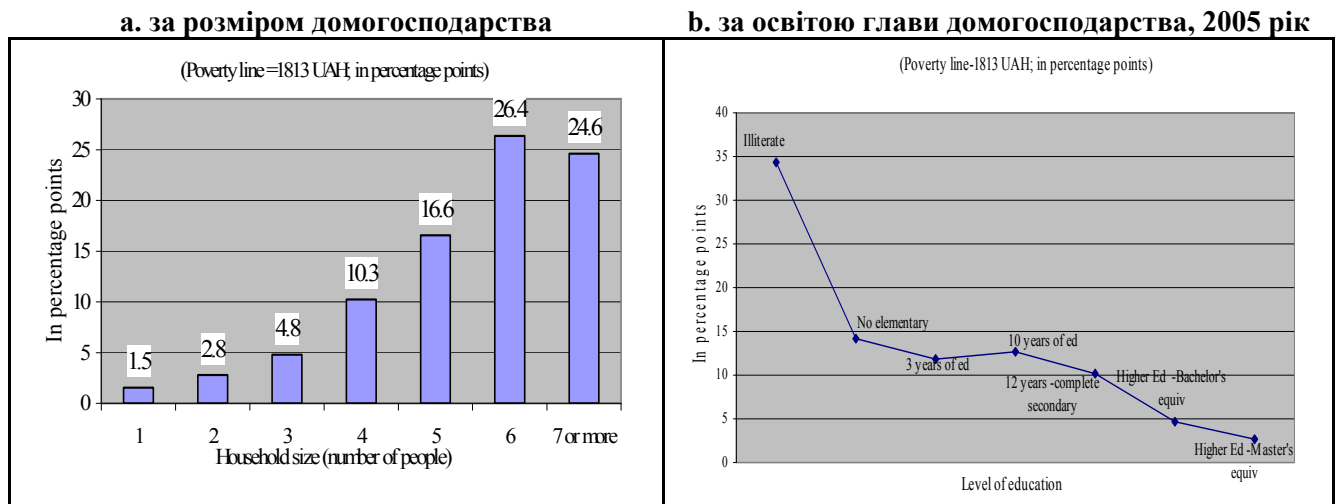 a. за розміром домогосподарства
(Poverty line=1813 UAH; in percentage points)
In percentage points
30
25
20
15
10
5
0
1.5
2.8
4.8
10.3
16.6
26.4
24.6
1 2 3 4 5 6 7 or more
Household size (number of people)
b. за освітою глави домогосподарства, 2005 рік
(Poverty line-1813 UAH; in percentage points)
In percentage points
40
35
30
25
20
15
10
5
0
Illiterate
No elementary
3 years of ed
10 years of ed
12 years -complete
secondary
Higher Ed -Bachelor's
equiv
Higher Ed -Master's
equiv
Level of education